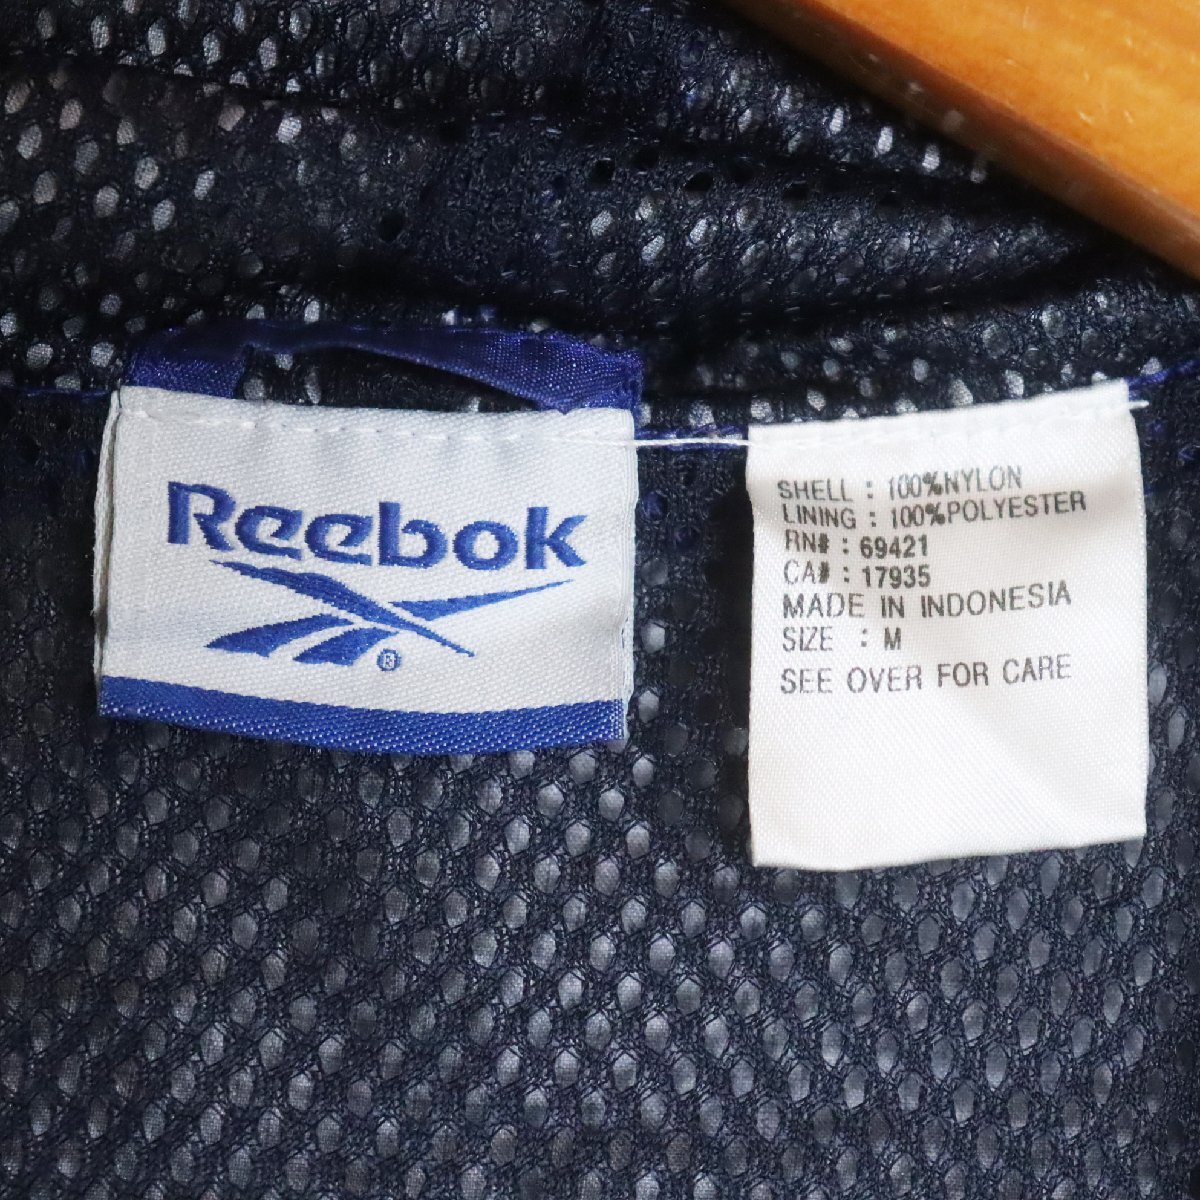 Reebok
®
SHELL : 100%NYLON
LINING : 100%POLYESTER
RN# : 69421
CA# : 17935
MADE IN INDONESIA
SIZE : M
SEE OVER FOR CARE